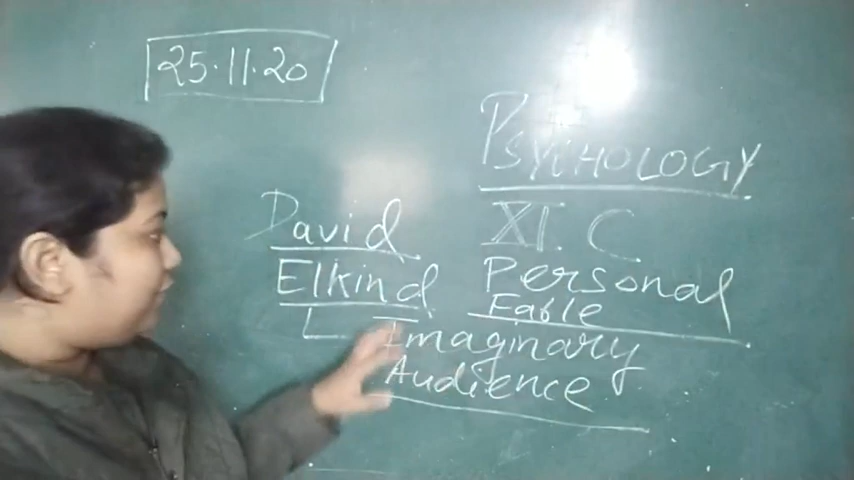 25.11.20
PSYCHOLOGY
XI. C
David
Elkind
Personal
Fable
Imaginary
Audience